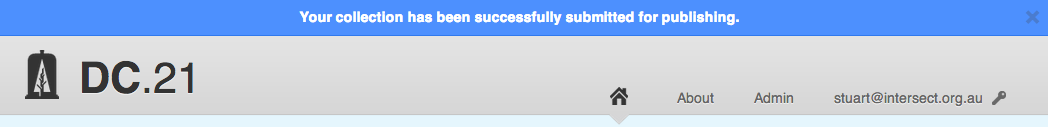 Your collection has been successfully submitted for publishing.
DC.21
About Admin stuart@intersect.org.au